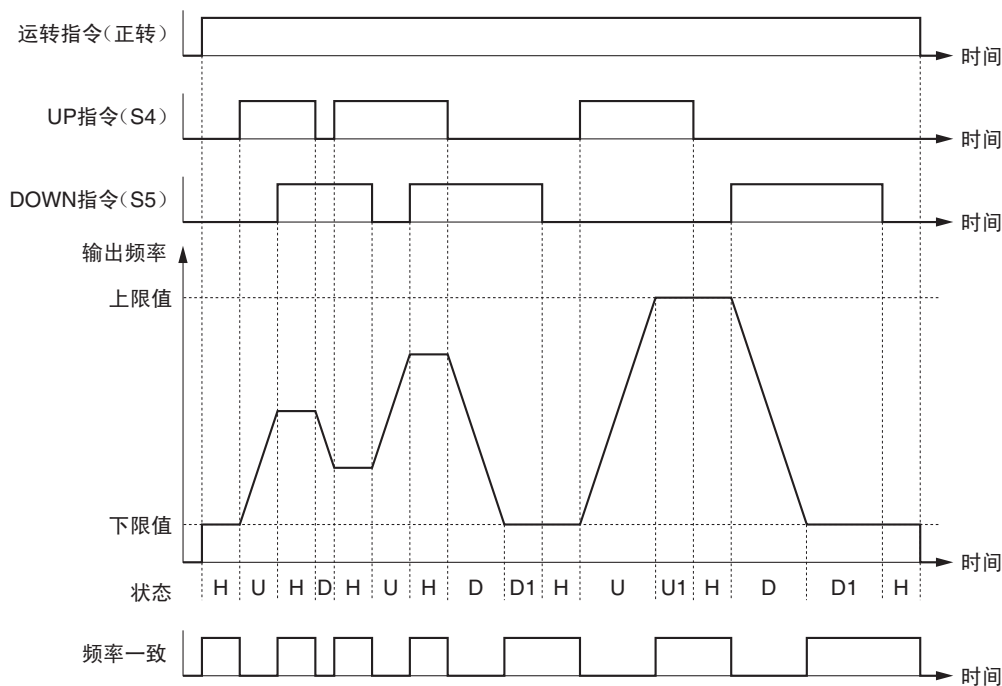 运转指令（正转）
时间
UP指令（S4）
时间
DOWN指令（S5）
时间
输出频率
上限值
下限值
时间
状态 H U H D H U H D D1 H U U1 H D D1 H
频率一致
时间